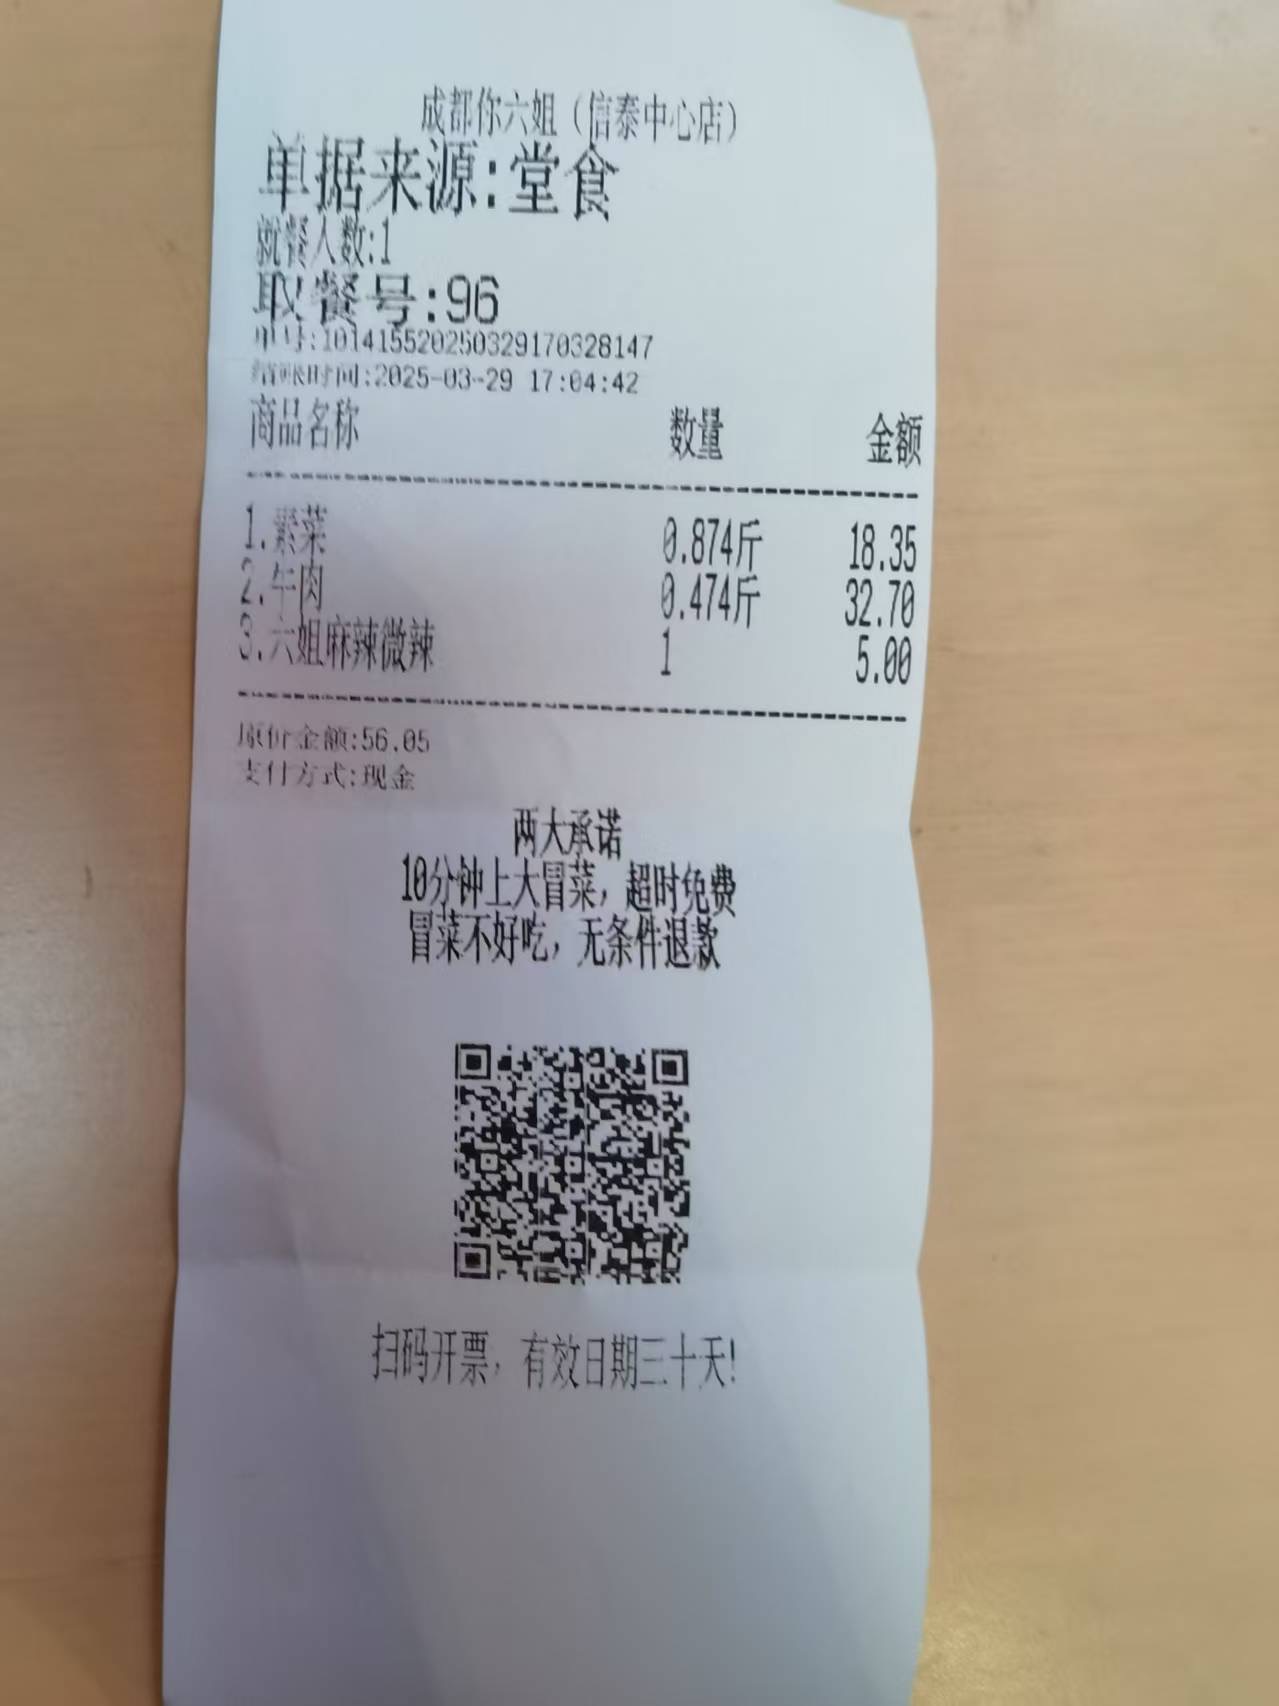 成都你六姐（信泰中心店）
单据来源:堂食
就餐人数:1
取餐号:96
单号:101415520250329170328147
结账时间:2025-03-29 17:04:42
商品名称 数量 金额
1.素菜 0.874斤 18.35
2.牛肉 0.474斤 32.70
3.六姐麻辣微辣 1 5.00
原价金额:56.05
支付方式:现金
两大承诺
10分钟上大冒菜，超时免费
冒菜不好吃，无条件退款
扫码开票，有效日期三十天!